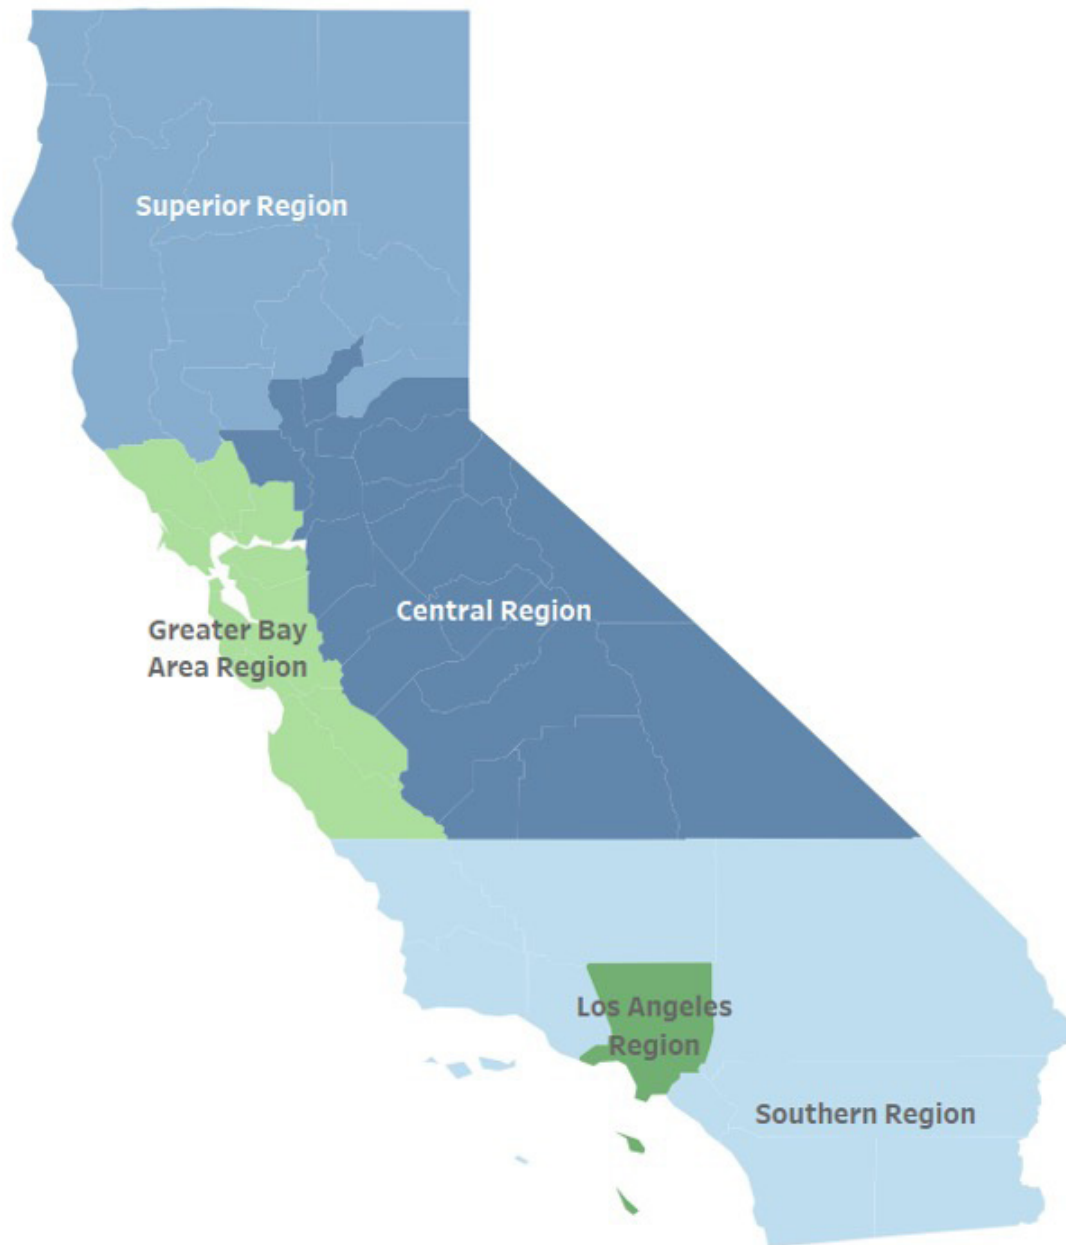 Superior Region
Central Region
Greater Bay
Area Region
Los Angeles
Region
Southern Region